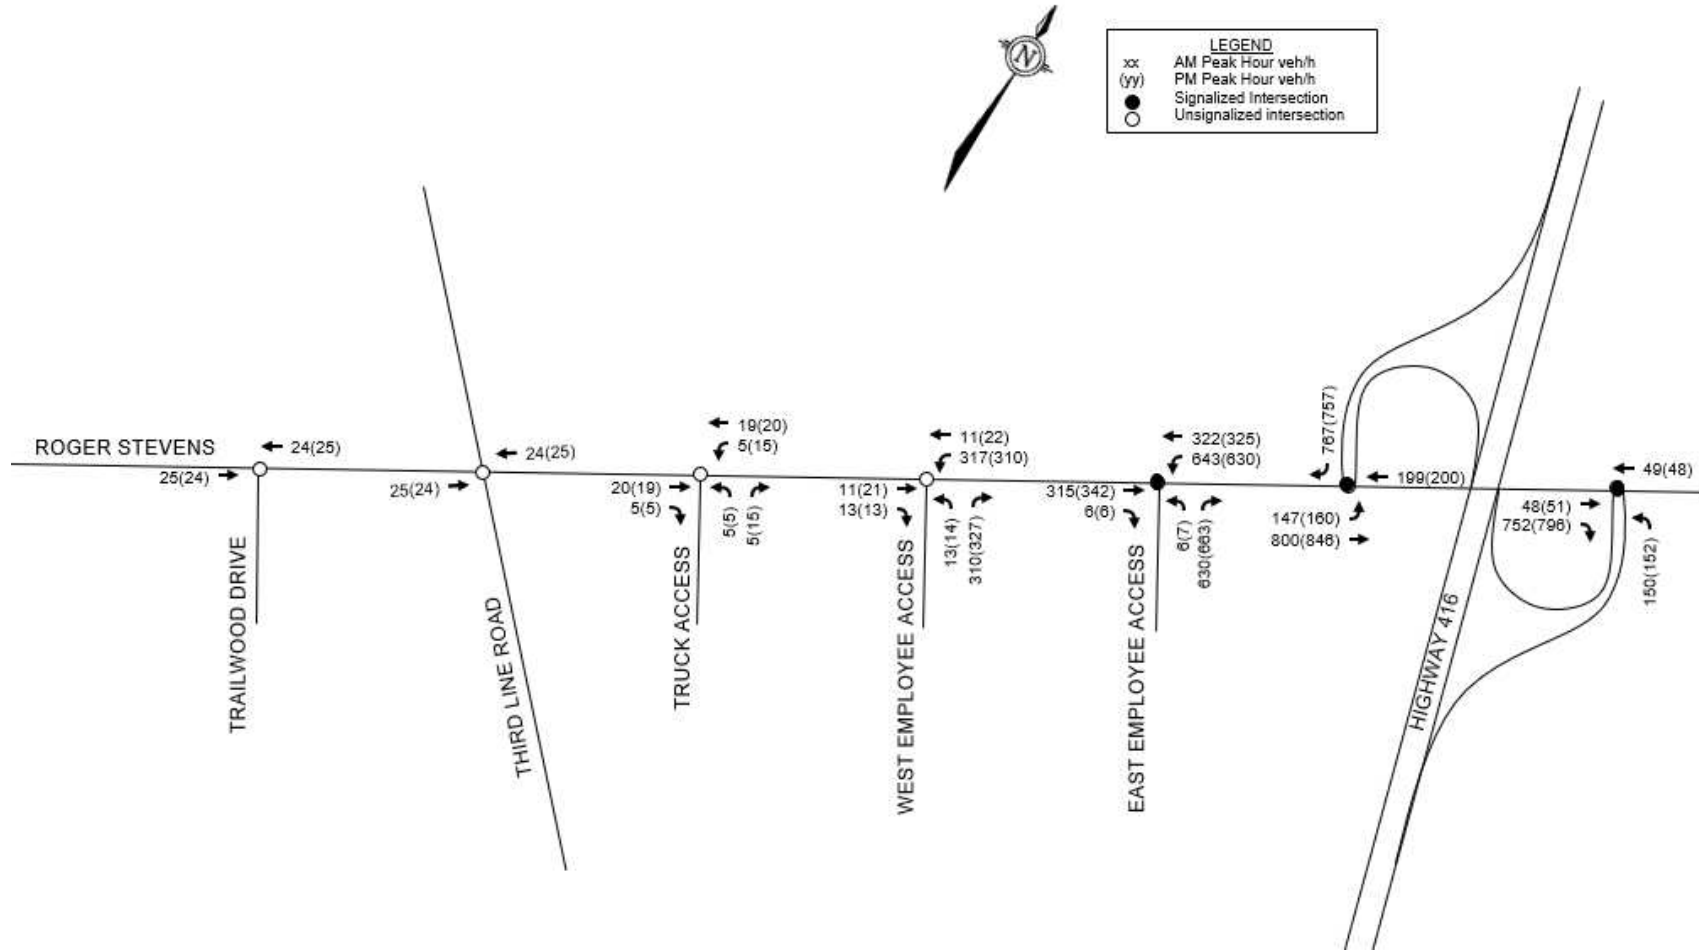 N
LEGEND
xx AM Peak Hour veh/h
(yy) PM Peak Hour veh/h
Signalized Intersection
Unsignalized intersection
ROGER STEVENS
24(25)
25(24)
TRAILWOOD DRIVE
24(25)
25(24)
THIRD LINE ROAD
19(20)
5(15)
20(19)
5(5)
5(5)
5(15)
TRUCK ACCESS
11(22)
317(310)
11(21)
13(13)
13(14)
310(327)
WEST EMPLOYEE ACCESS
322(325)
643(630)
315(342)
6(6)
6(7)
630(663)
EAST EMPLOYEE ACCESS
767(757)
199(200)
147(160)
800(846)
HIGHWAY 416
49(48)
48(51)
752(796)
150(152)